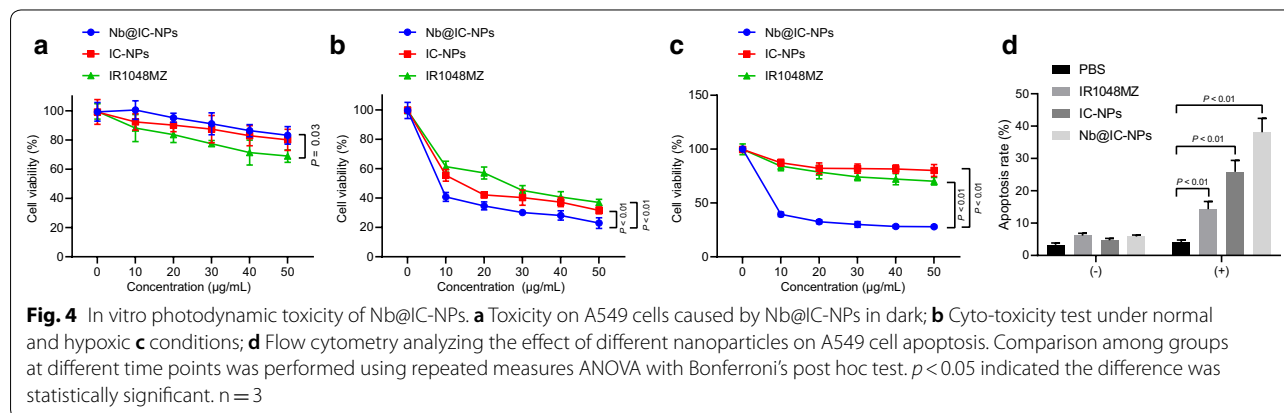 a
Nb@IC-NPs
IC-NPs
IR1048MZ
Cell viability (%)
100
80
60
40
20
0
0 10 20 30 40 50
Concentration (µg/mL)
P = 0.03
b
Nb@IC-NPs
IC-NPs
IR1048MZ
Cell viability (%)
100
80
60
40
20
0
0 10 20 30 40 50
Concentration (µg/mL)
P < 0.01
P < 0.01
c
Nb@IC-NPs
IC-NPs
IR1048MZ
Cell viability (%)
150
100
50
0
0 10 20 30 40 50
Concentration (µg/mL)
P < 0.01
P < 0.01
d
PBS
IR1048MZ
IC-NPs
Nb@IC-NPs
Apoptosis rate (%)
50
40
30
20
10
0
P < 0.01
P < 0.01
P < 0.01
(-) (+)
Fig. 4 In vitro photodynamic toxicity of Nb@IC-NPs. a Toxicity on A549 cells caused by Nb@IC-NPs in dark; b Cyto-toxicity test under normal
and hypoxic c conditions; d Flow cytometry analyzing the effect of different nanoparticles on A549 cell apoptosis. Comparison among groups
at different time points was performed using repeated measures ANOVA with Bonferroni's post hoc test. p < 0.05 indicated the difference was
statistically significant. n = 3